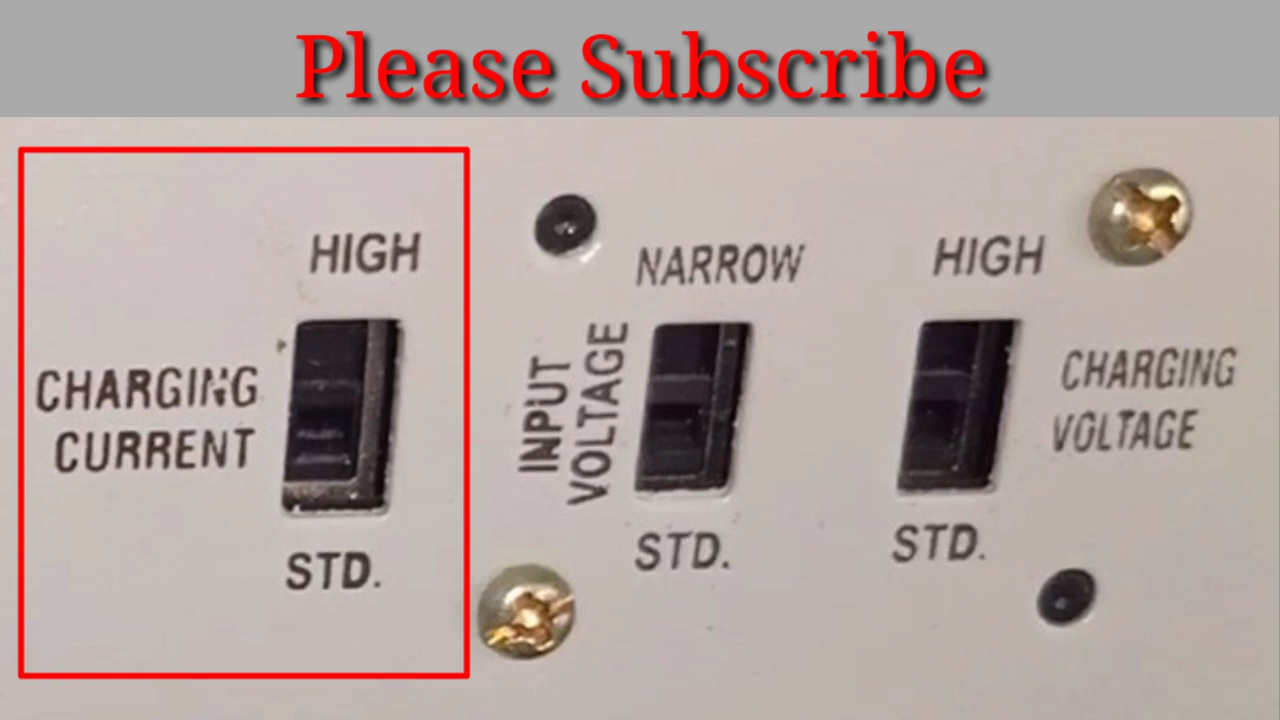 Please Subscribe
HIGH
CHARGING
CURRENT
STD.
NARROW
INPUT
VOLTAGE
STD.
HIGH
CHARGING
VOLTAGE
STD.